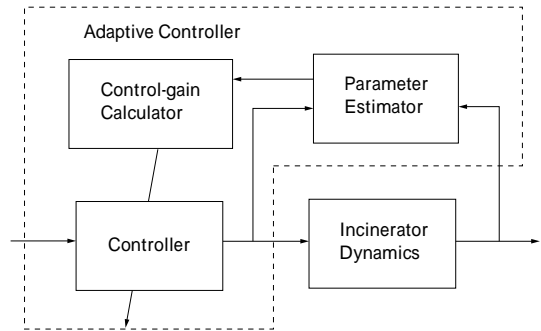 Adaptive Controller
Control-gain
Calculator
Parameter
Estimator
Controller
Incinerator
Dynamics